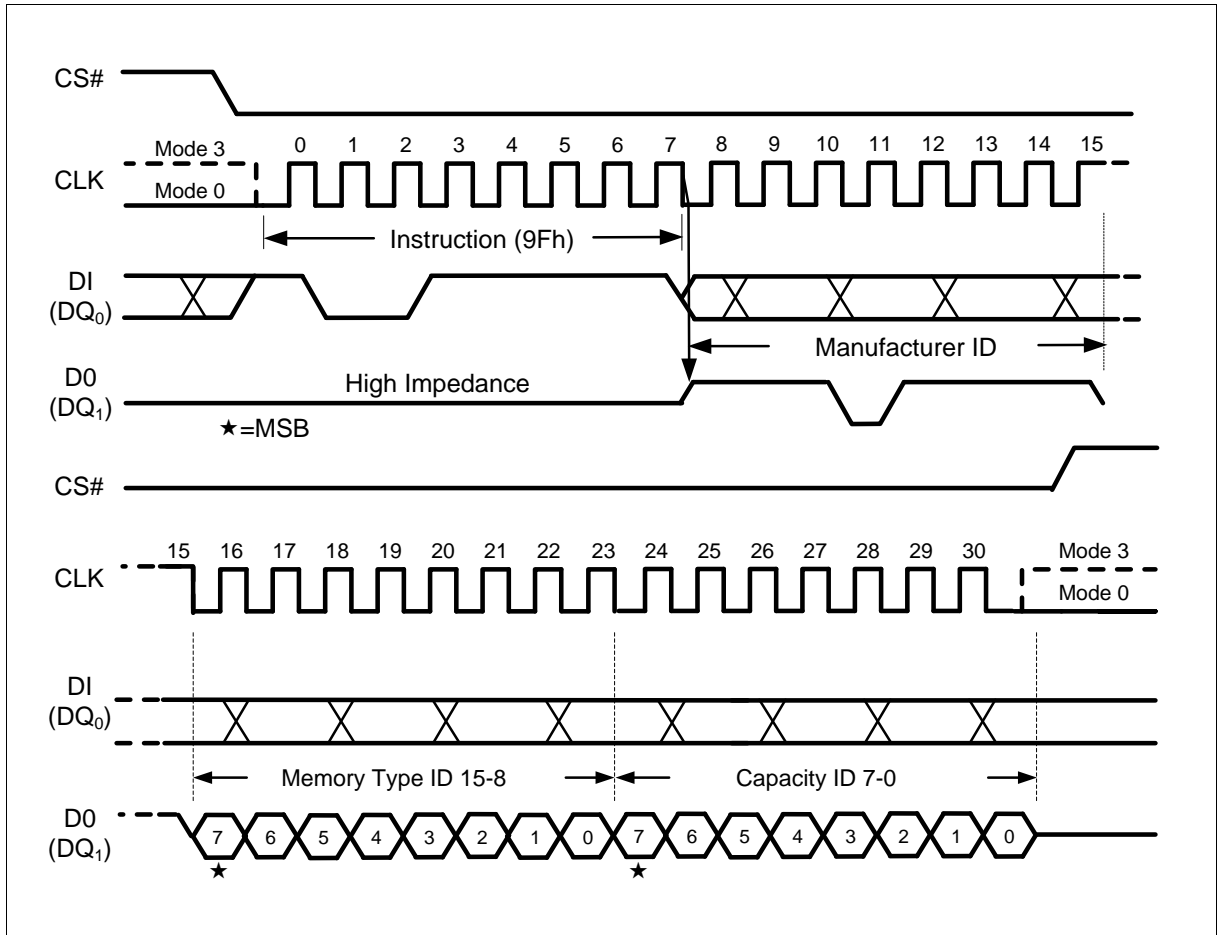 CS#
Mode 3
0 1 2 3 4 5 6 7 8 9 10 11 12 13 14 15
CLK
Mode 0
Instruction (9Fh)
DI
(DQ0)
Manufacturer ID
D0
(DQ1)
High Impedance
★=MSB
CS#
15 16 17 18 19 20 21 22 23 24 25 26 27 28 29 30
Mode 3
CLK
Mode 0
DI
(DQ0)
Memory Type ID 15-8
Capacity ID 7-0
D0
(DQ1)
7 6 5 4 3 2 1 0 7 6 5 4 3 2 1 0
★ ★